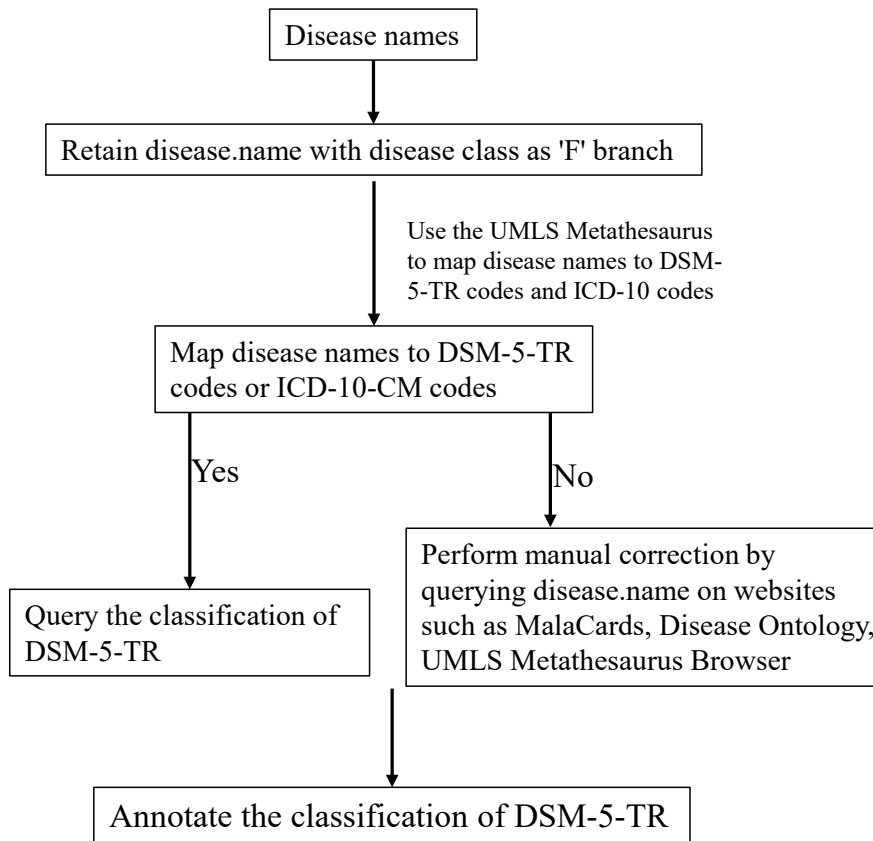 Disease names
Retain disease.name with disease class as 'F' branch
Use the UMLS Metathesaurus
to map disease names to DSM-
5-TR codes and ICD-10 codes
Map disease names to DSM-5-TR
codes or ICD-10-CM codes
Yes
No
Query the classification of
DSM-5-TR
Perform manual correction by
querying disease.name on websites
such as MalaCards, Disease Ontology,
UMLS Metathesaurus Browser
Annotate the classification of DSM-5-TR